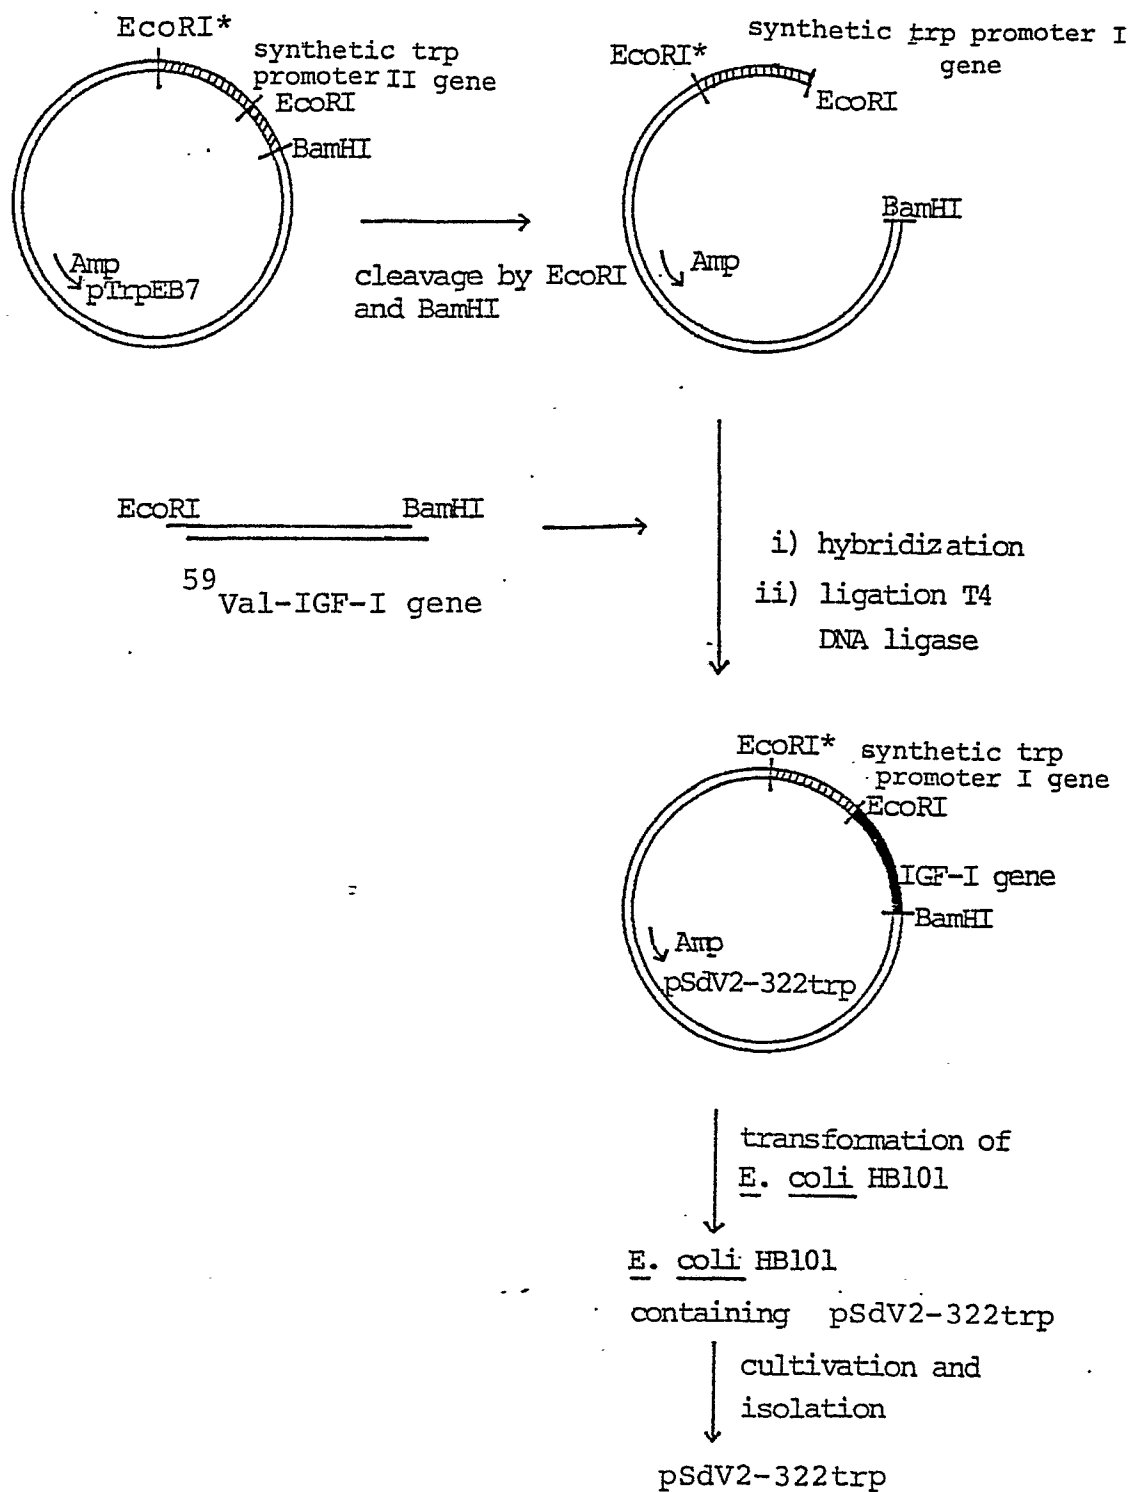 EcoRI*
synthetic trp
promoter II gene
EcoRI
BamHI
Amp
pTrpEB7
cleavage by EcoRI
and BamHI
synthetic trp promoter I
gene
EcoRI*
EcoRI
BamHI
Amp
EcoRI
BamHI
59
Val-IGF-I gene
i) hybridization
ii) ligation T4
DNA ligase
EcoRI*
synthetic trp
promoter I gene
EcoRI
IGF-I gene
BamHI
Amp
pSdV2-322trp
transformation of
E. coli HB101
E. coli HB101
containing pSdV2-322trp
cultivation and
isolation
pSdV2-322trp